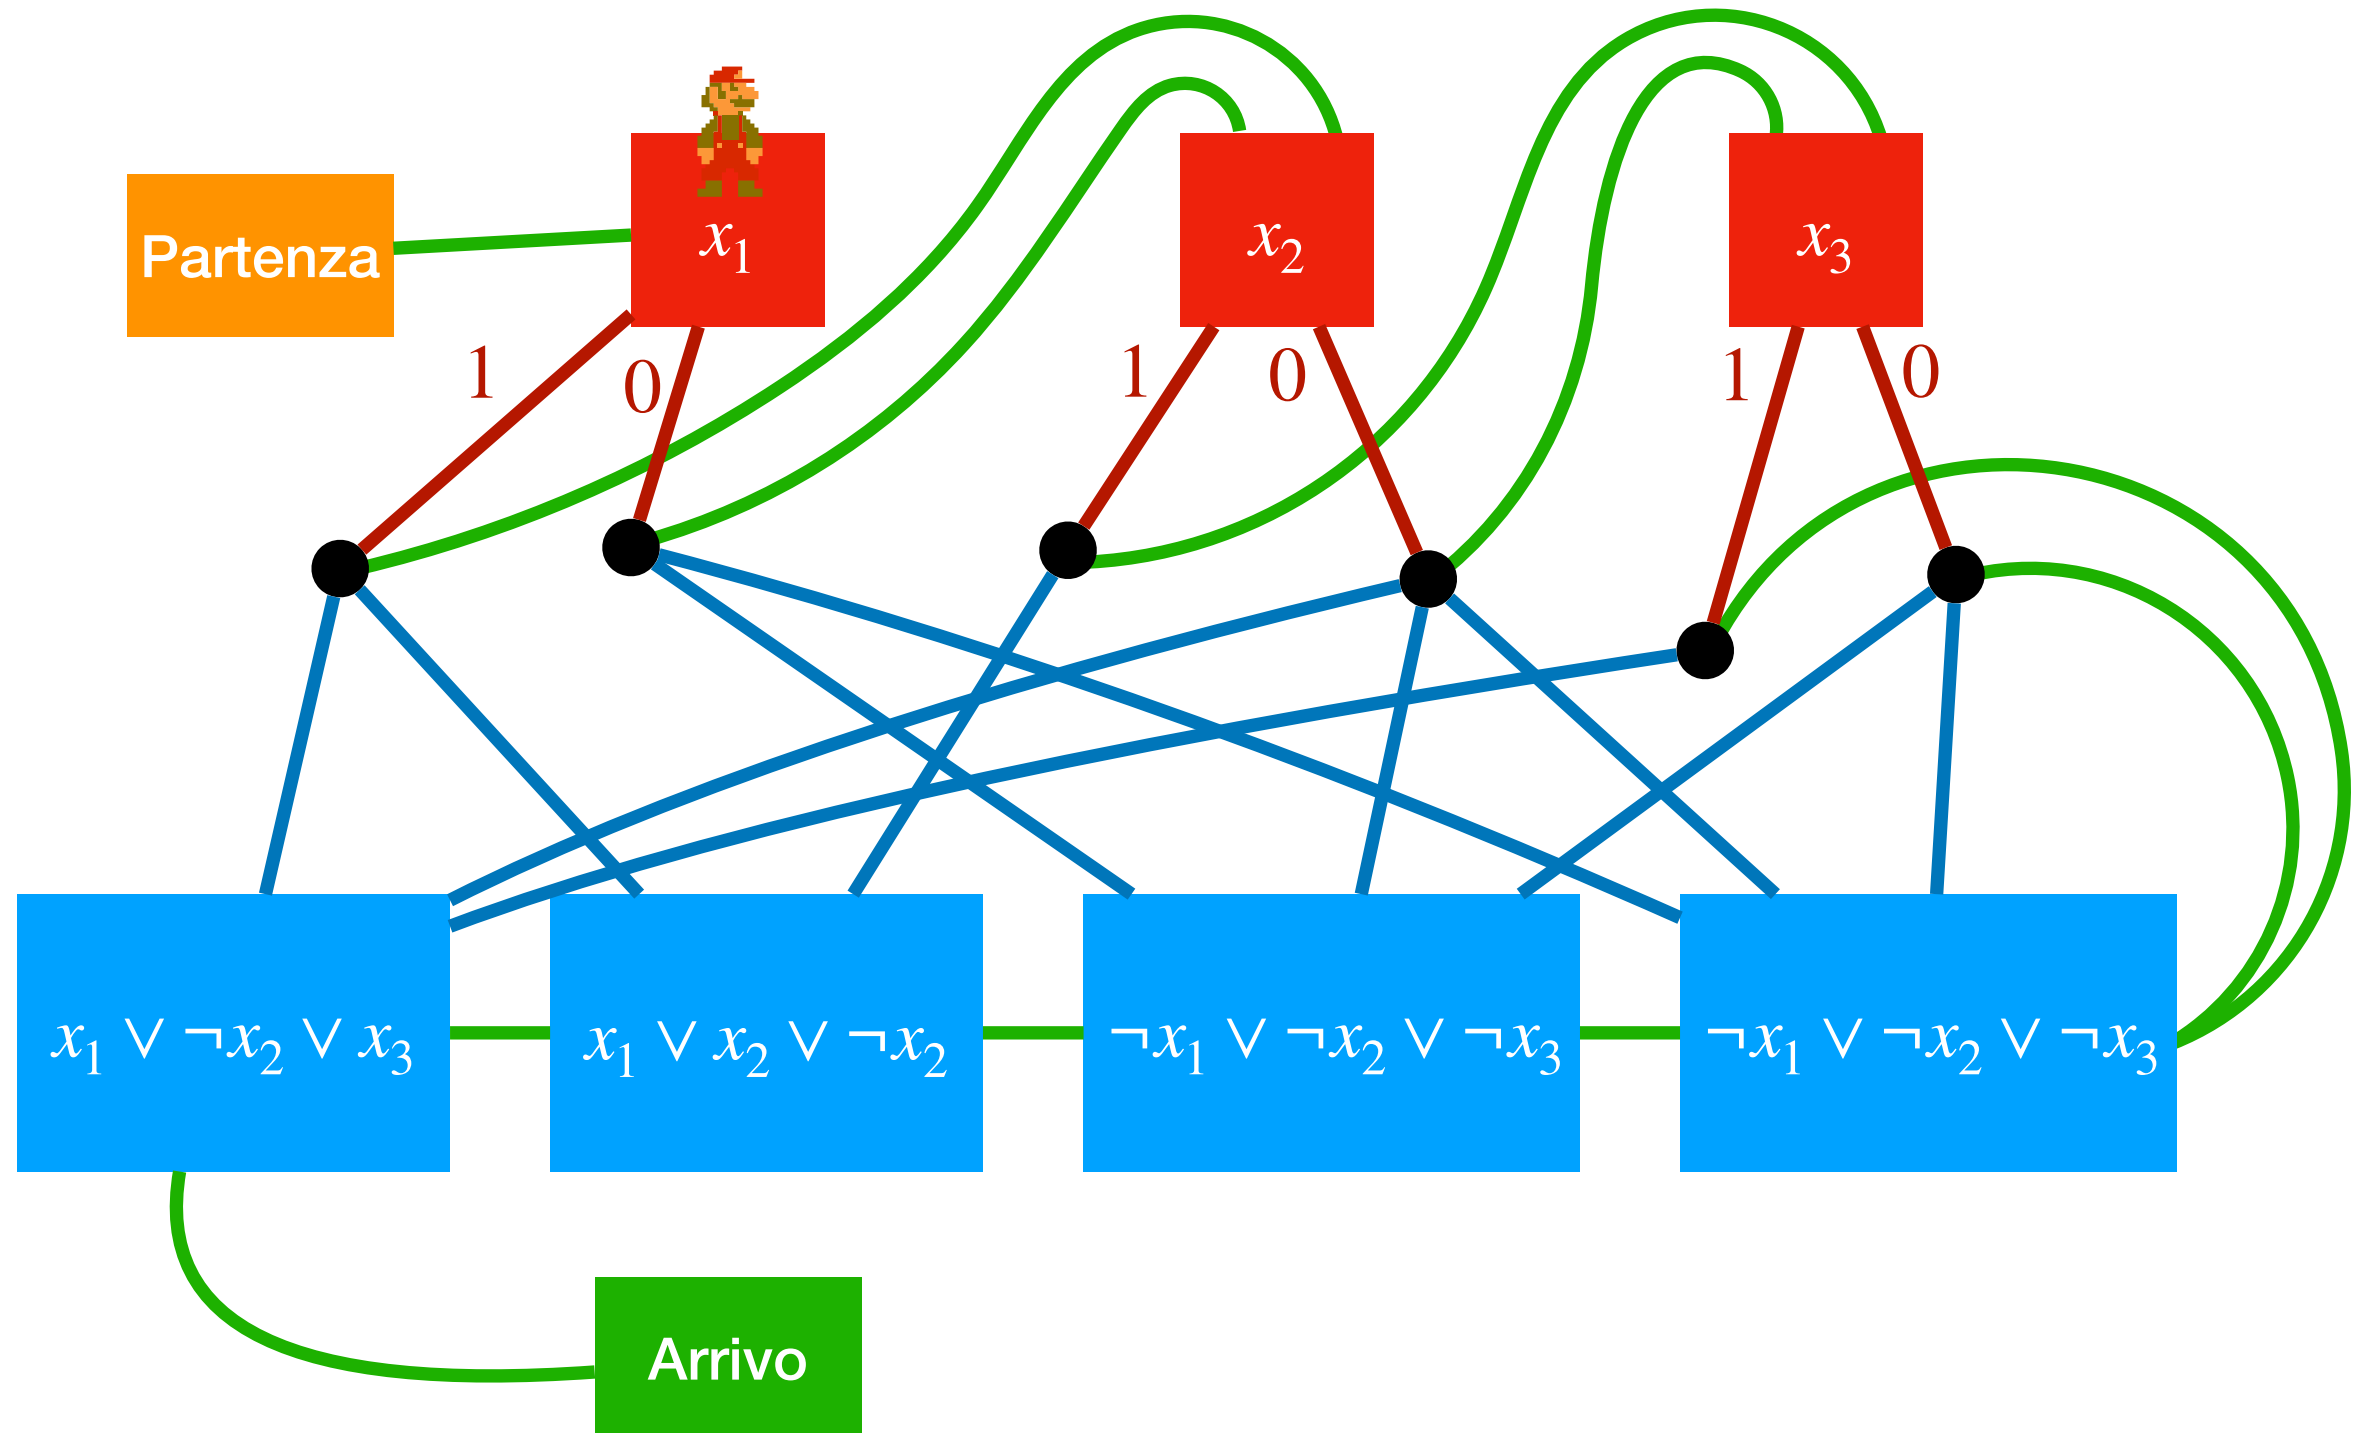 Partenza
x₁
x₂
x₃
1
0
1
0
1
0
x₁ ∨ ¬x₂ ∨ x₃
x₁ ∨ x₂ ∨ ¬x₂
¬x₁ ∨ ¬x₂ ∨ ¬x₃
¬x₁ ∨ ¬x₂ ∨ ¬x₃
Arrivo